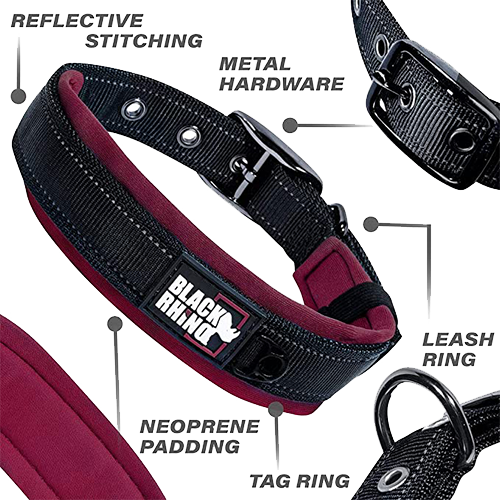 REFLECTIVE
STITCHING
METAL
HARDWARE
BLACK
RHINO
LEASH
RING
NEOPRENE
PADDING
TAG RING